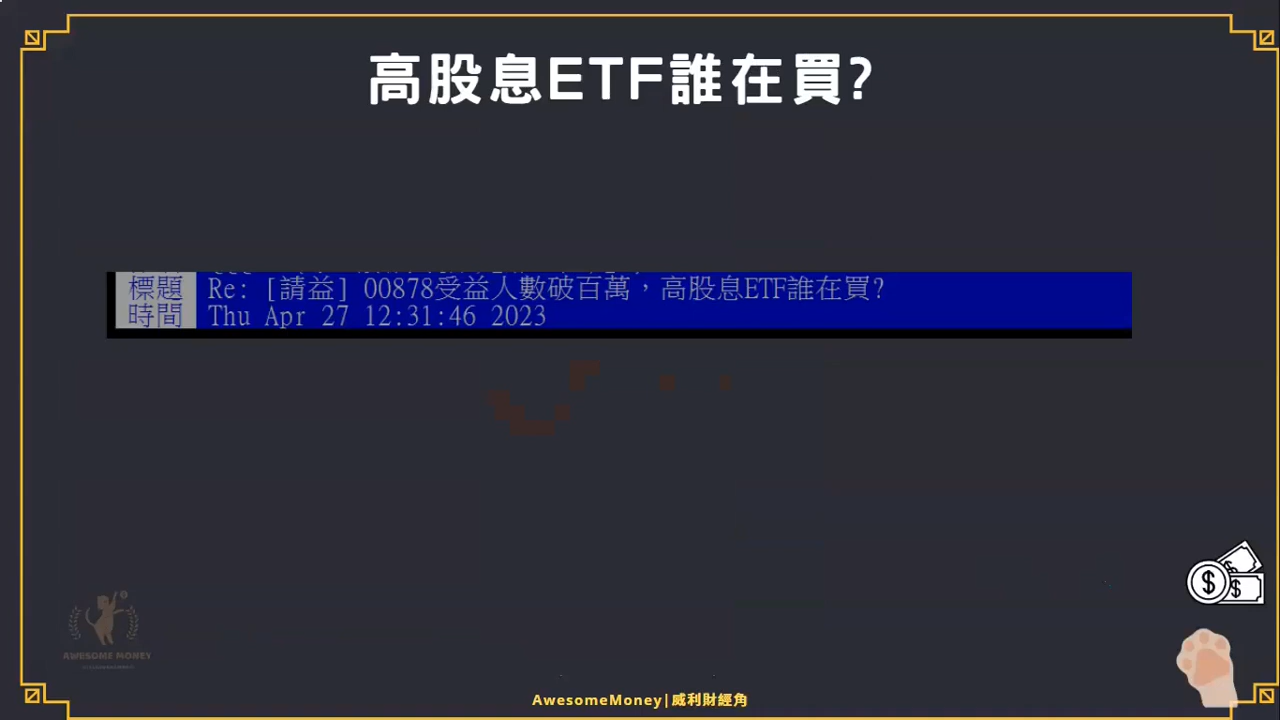 高股息ETF誰在買?
標題 Re: [請益] 00878受益人數破百萬，高股息ETF誰在買?
時間 Thu Apr 27 12:31:46 2023
AWESOME MONEY
AwesomeMoney|威利財經角